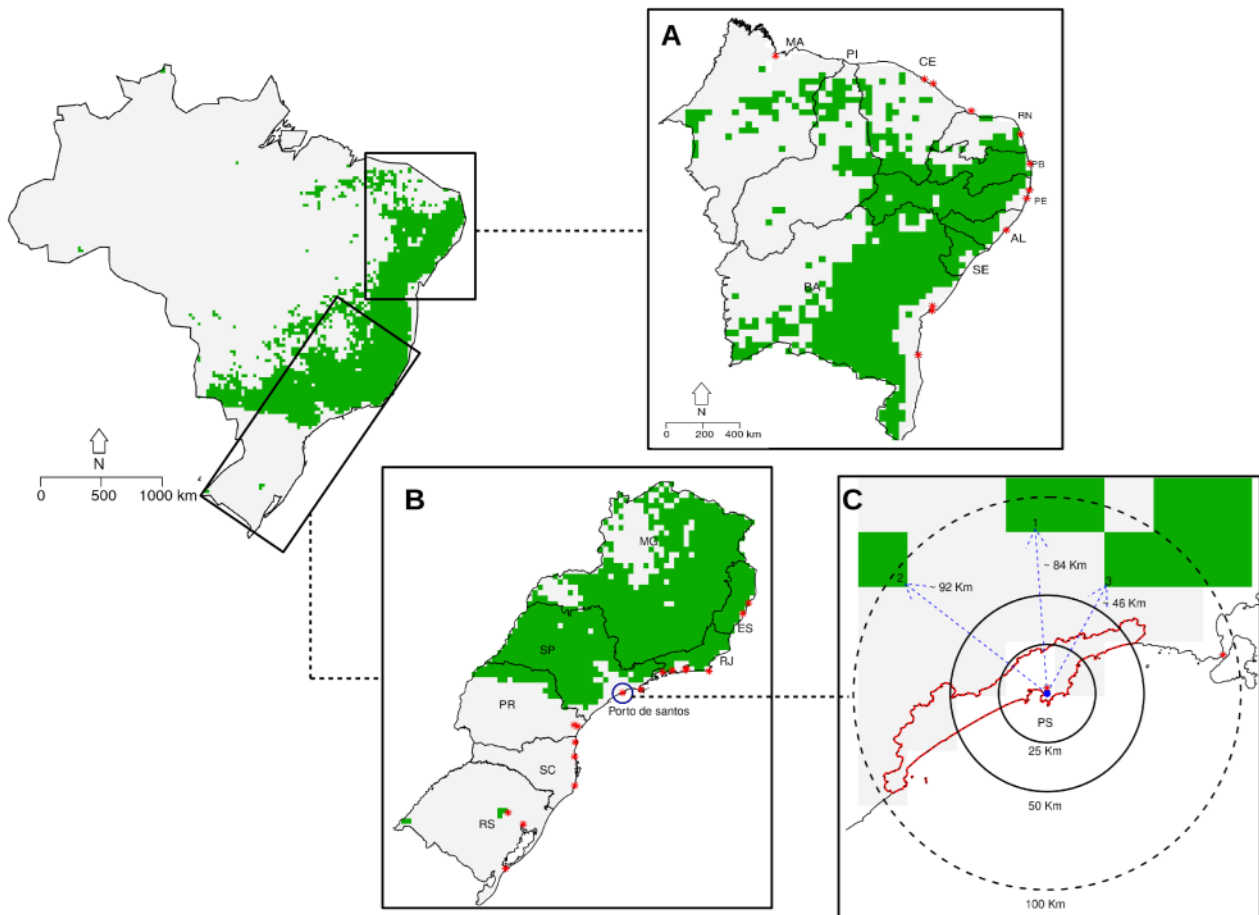 A
MA
PI
CE
RN
PB
PE
AL
SE
BA
N
0 200 400 km
N
0 500 1000 km
B
MG
ES
SP
RJ
PR
Porto de santos
SC
RS
C
1
2
3
~ 84 Km
~ 92 Km
~ 46 Km
PS
25 Km
50 Km
100 Km